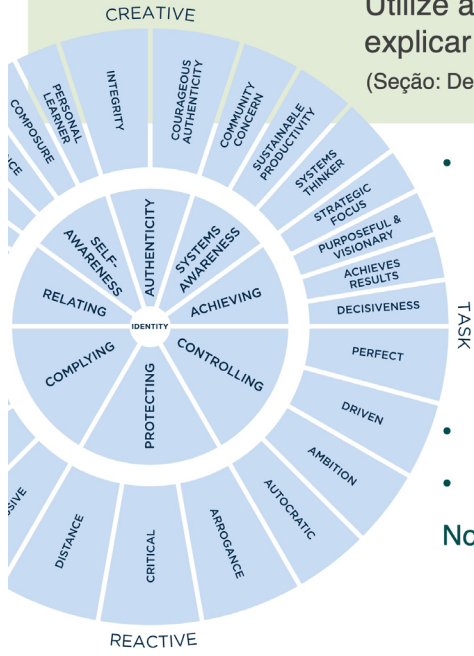 Utilize a
explicar
(Seção: De
CREATIVE
COMPOSURE
PERSONAL
LEARNER
INTEGRITY
COURAGEOUS
AUTHENTICITY
COMMUNITY
CONCERN
SUSTAINABLE
PRODUCTIVITY
SYSTEMS
THINKER
STRATEGIC
FOCUS
PURPOSEFUL &
VISIONARY
ACHIEVES
RESULTS
DECISIVENESS
RELATING
SELF-
AWARENESS
AUTHENTICITY
SYSTEMS
AWARENESS
ACHIEVING
IDENTITY
COMPLYING
PROTECTING
CONTROLLING
TASK
PERFECT
DRIVEN
AMBITION
AUTOCRATIC
ARROGANCE
CRITICAL
DISTANCE
SIVE
REACTIVE
No